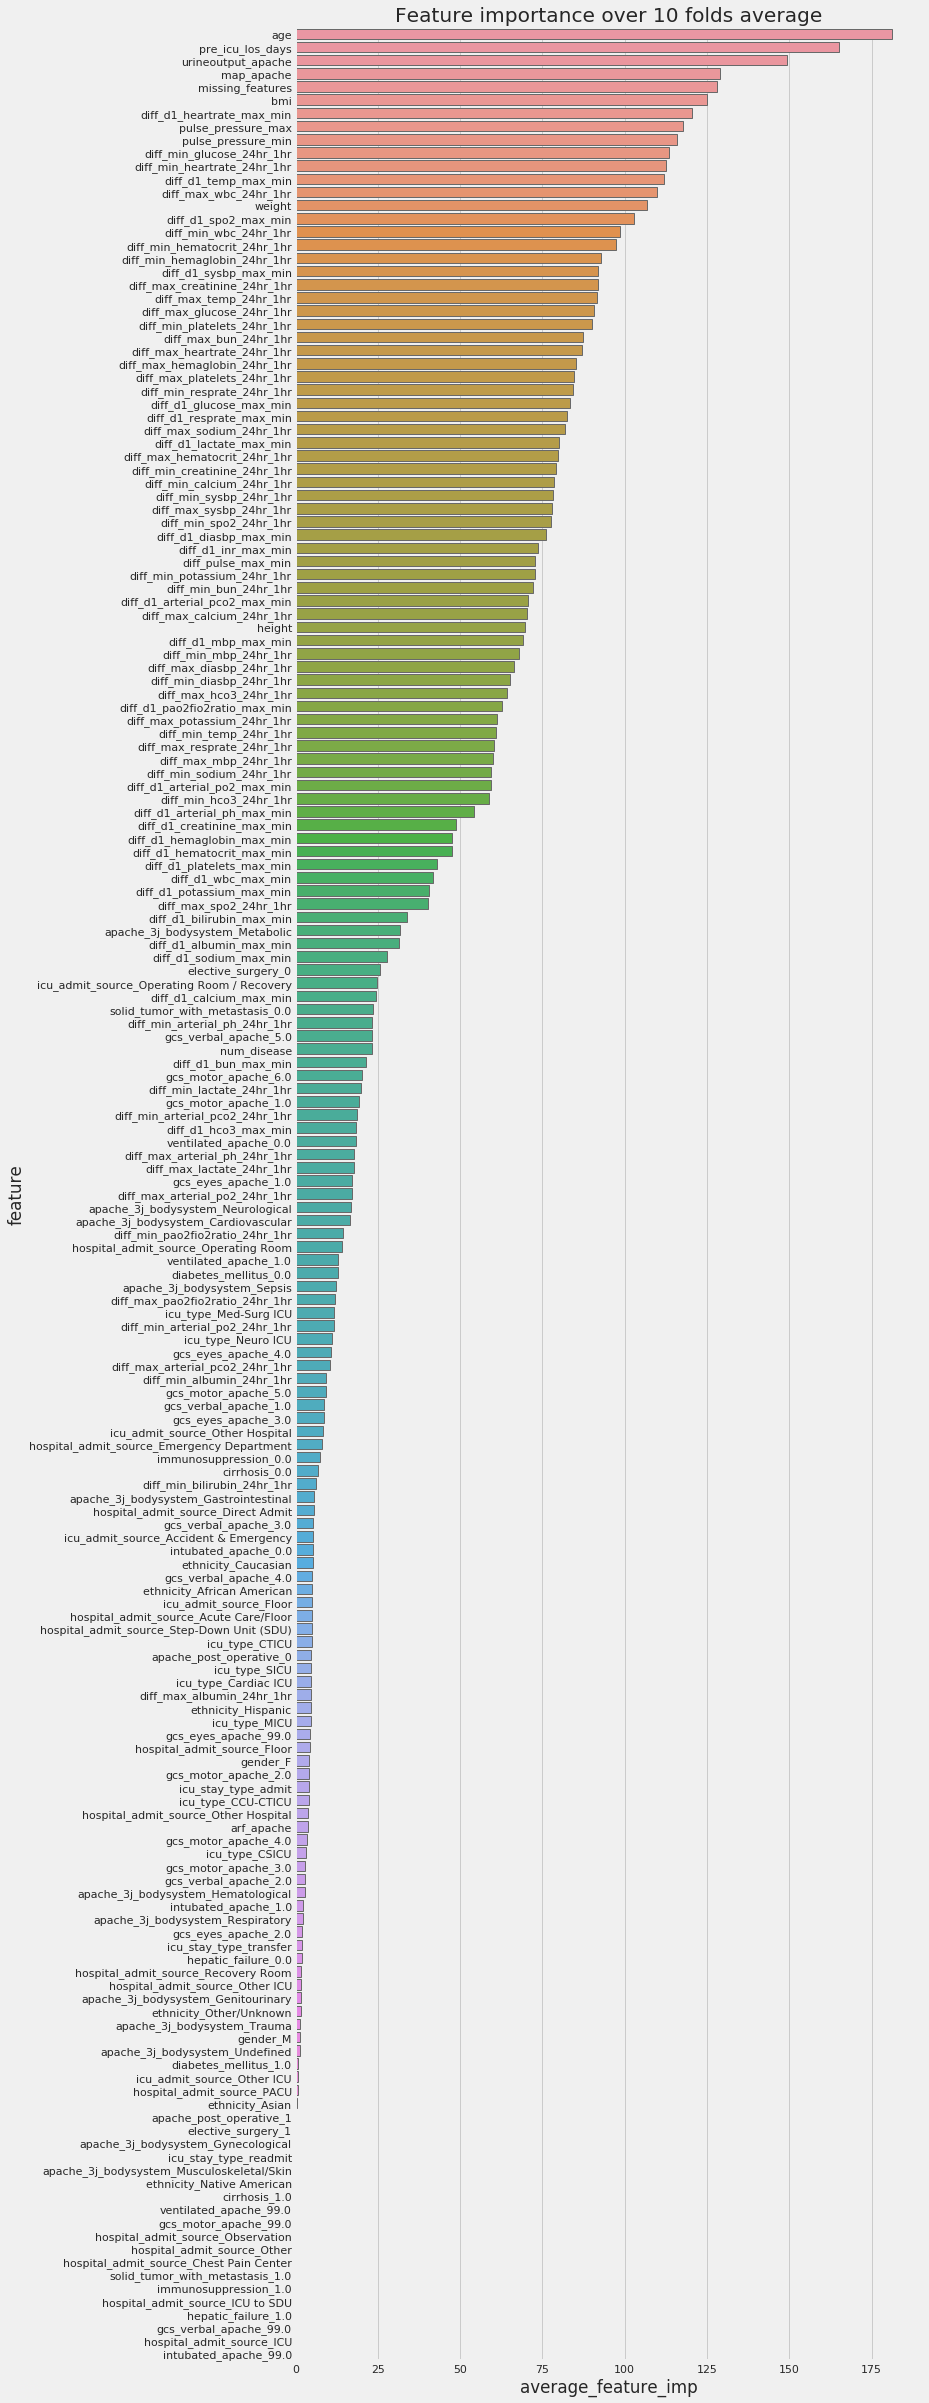 Feature importance over 10 folds average
age
pre_icu_los_days
urineoutput_apache
map_apache
missing_features
bmi
diff_d1_heartrate_max_min
pulse_pressure_max
pulse_pressure_min
diff_min_glucose_24hr_1hr
diff_min_heartrate_24hr_1hr
diff_d1_temp_max_min
diff_max_wbc_24hr_1hr
weight
diff_d1_spo2_max_min
diff_min_wbc_24hr_1hr
diff_min_hematocrit_24hr_1hr
diff_min_hemaglobin_24hr_1hr
diff_d1_sysbp_max_min
diff_max_creatinine_24hr_1hr
diff_max_temp_24hr_1hr
diff_max_glucose_24hr_1hr
diff_min_platelets_24hr_1hr
diff_max_bun_24hr_1hr
diff_max_heartrate_24hr_1hr
diff_max_hemaglobin_24hr_1hr
diff_max_platelets_24hr_1hr
diff_min_resprate_24hr_1hr
diff_d1_glucose_max_min
diff_d1_resprate_max_min
diff_max_sodium_24hr_1hr
diff_d1_lactate_max_min
diff_max_hematocrit_24hr_1hr
diff_min_creatinine_24hr_1hr
diff_min_calcium_24hr_1hr
diff_min_sysbp_24hr_1hr
diff_max_sysbp_24hr_1hr
diff_min_spo2_24hr_1hr
diff_d1_diasbp_max_min
diff_d1_inr_max_min
diff_pulse_max_min
diff_min_potassium_24hr_1hr
diff_min_bun_24hr_1hr
diff_d1_arterial_pco2_max_min
diff_max_calcium_24hr_1hr
height
diff_d1_mbp_max_min
diff_min_mbp_24hr_1hr
diff_max_diasbp_24hr_1hr
diff_min_diasbp_24hr_1hr
diff_max_hco3_24hr_1hr
diff_d1_pao2fio2ratio_max_min
diff_max_potassium_24hr_1hr
diff_min_temp_24hr_1hr
diff_max_resprate_24hr_1hr
diff_max_mbp_24hr_1hr
diff_min_sodium_24hr_1hr
diff_d1_arterial_po2_max_min
diff_min_hco3_24hr_1hr
diff_d1_arterial_ph_max_min
diff_d1_creatinine_max_min
diff_d1_hemaglobin_max_min
diff_d1_hematocrit_max_min
diff_d1_platelets_max_min
diff_d1_wbc_max_min
diff_d1_potassium_max_min
diff_max_spo2_24hr_1hr
diff_d1_bilirubin_max_min
apache_3j_bodysystem_Metabolic
diff_d1_albumin_max_min
diff_d1_sodium_max_min
elective_surgery_0
icu_admit_source_Operating Room / Recovery
diff_d1_calcium_max_min
solid_tumor_with_metastasis_0.0
diff_min_arterial_ph_24hr_1hr
gcs_verbal_apache_5.0
num_disease
diff_d1_bun_max_min
gcs_motor_apache_6.0
diff_min_lactate_24hr_1hr
gcs_motor_apache_1.0
diff_min_arterial_pco2_24hr_1hr
diff_d1_hco3_max_min
ventilated_apache_0.0
diff_max_arterial_ph_24hr_1hr
diff_max_lactate_24hr_1hr
gcs_eyes_apache_1.0
diff_max_arterial_po2_24hr_1hr
apache_3j_bodysystem_Neurological
apache_3j_bodysystem_Cardiovascular
diff_min_pao2fio2ratio_24hr_1hr
hospital_admit_source_Operating Room
ventilated_apache_1.0
diabetes_mellitus_0.0
apache_3j_bodysystem_Sepsis
diff_max_pao2fio2ratio_24hr_1hr
icu_type_Med-Surg ICU
diff_min_arterial_po2_24hr_1hr
icu_type_Neuro ICU
gcs_eyes_apache_4.0
diff_max_arterial_pco2_24hr_1hr
diff_min_albumin_24hr_1hr
gcs_motor_apache_5.0
gcs_verbal_apache_1.0
gcs_eyes_apache_3.0
icu_admit_source_Other Hospital
hospital_admit_source_Emergency Department
immunosuppression_0.0
cirrhosis_0.0
diff_min_bilirubin_24hr_1hr
apache_3j_bodysystem_Gastrointestinal
hospital_admit_source_Direct Admit
gcs_verbal_apache_3.0
icu_admit_source_Accident & Emergency
intubated_apache_0.0
ethnicity_Caucasian
gcs_verbal_apache_4.0
ethnicity_African American
icu_admit_source_Floor
hospital_admit_source_Acute Care/Floor
hospital_admit_source_Step-Down Unit (SDU)
icu_type_CTICU
apache_post_operative_0
icu_type_SICU
icu_type_Cardiac ICU
diff_max_albumin_24hr_1hr
ethnicity_Hispanic
icu_type_MICU
gcs_eyes_apache_99.0
hospital_admit_source_Floor
gender_F
gcs_motor_apache_2.0
icu_stay_type_admit
icu_type_CCU-CTICU
hospital_admit_source_Other Hospital
arf_apache
gcs_motor_apache_4.0
icu_type_CSICU
gcs_motor_apache_3.0
gcs_verbal_apache_2.0
apache_3j_bodysystem_Hematological
intubated_apache_1.0
apache_3j_bodysystem_Respiratory
gcs_eyes_apache_2.0
icu_stay_type_transfer
hepatic_failure_0.0
hospital_admit_source_Recovery Room
hospital_admit_source_Other ICU
apache_3j_bodysystem_Genitourinary
ethnicity_Other/Unknown
apache_3j_bodysystem_Trauma
gender_M
apache_3j_bodysystem_Undefined
diabetes_mellitus_1.0
icu_admit_source_Other ICU
hospital_admit_source_PACU
ethnicity_Asian
apache_post_operative_1
elective_surgery_1
apache_3j_bodysystem_Gynecological
icu_stay_type_readmit
apache_3j_bodysystem_Musculoskeletal/Skin
ethnicity_Native American
cirrhosis_1.0
ventilated_apache_99.0
gcs_motor_apache_99.0
hospital_admit_source_Observation
hospital_admit_source_Other
hospital_admit_source_Chest Pain Center
solid_tumor_with_metastasis_1.0
immunosuppression_1.0
hospital_admit_source_ICU to SDU
hepatic_failure_1.0
gcs_verbal_apache_99.0
hospital_admit_source_ICU
intubated_apache_99.0
feature
0 25 50 75 100 125 150 175
average_feature_imp